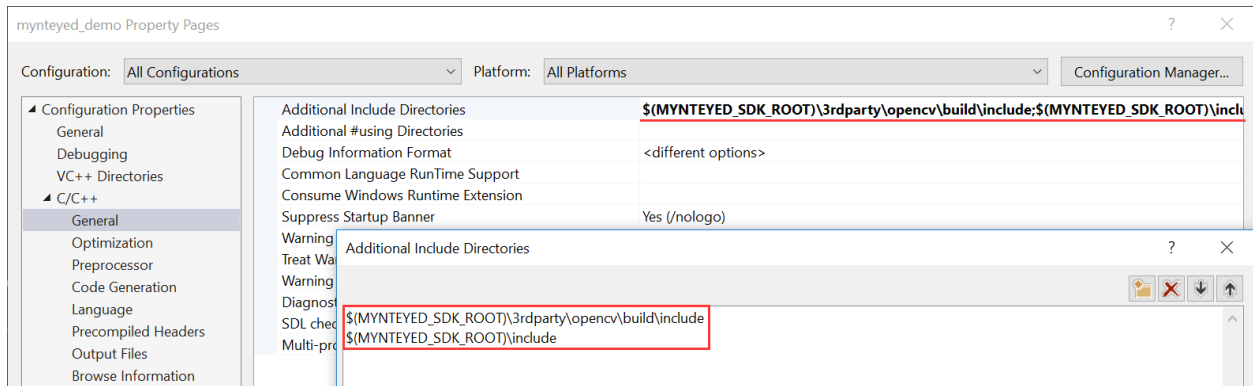 mynteyed_demo Property Pages
Configuration: All Configurations Platform: All Platforms Configuration Manager...
Configuration Properties
General
Debugging
VC++ Directories
C/C++
General
Optimization
Preprocessor
Code Generation
Language
Precompiled Headers
Output Files
Browse Information
Additional Include Directories $(MYNTEYED_SDK_ROOT)\3rdparty\opencv\build\include;$(MYNTEYED_SDK_ROOT)\inclu
Additional #using Directories
Debug Information Format <different options>
Common Language RunTime Support
Consume Windows Runtime Extension
Suppress Startup Banner Yes (/nologo)
Warning
Treat Wa
Warning
Diagnost
SDL chec
Multi-pro
Additional Include Directories
$(MYNTEYED_SDK_ROOT)\3rdparty\opencv\build\include
$(MYNTEYED_SDK_ROOT)\include